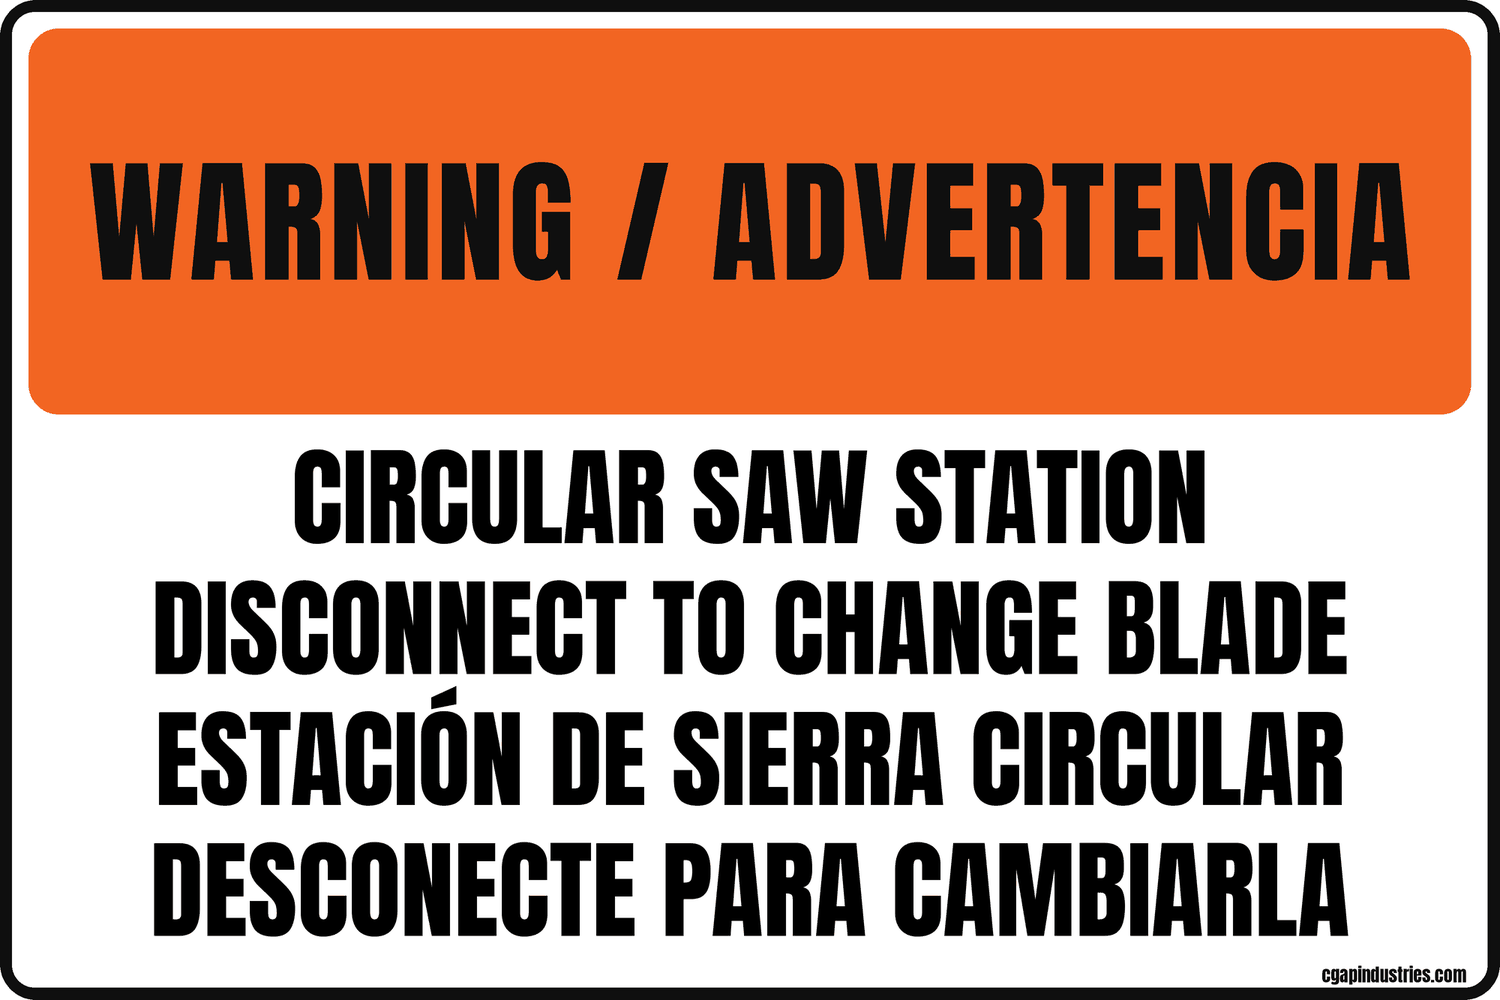 WARNING / ADVERTENCIA
CIRCULAR SAW STATION
DISCONNECT TO CHANGE BLADE
ESTACIÓN DE SIERRA CIRCULAR
DESCONECTE PARA CAMBIARLA
cgapindustries.com